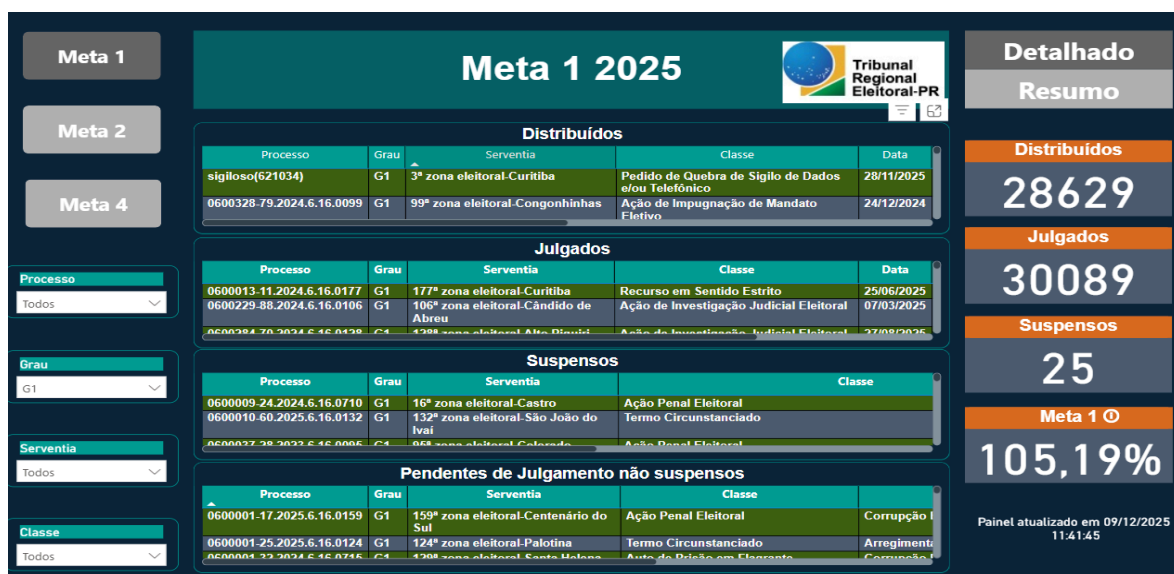 Meta 1
Meta 2
Meta 4
Processo
Todos
Grau
G1
Serventia
Todos
Classe
Todos
Meta 1 2025
Tribunal
Regional
Eleitoral-PR
Distribuídos
Processo Grau Serventia Classe Data
sigiloso(621034) G1 3ª zona eleitoral-Curitiba Pedido de Quebra de Sigilo de Dados e/ou Telefônico 28/11/2025
0600328-79.2024.6.16.0099 G1 99ª zona eleitoral-Congonhinhas Ação de Impugnação de Mandato Eletivo 24/12/2024
Julgados
Processo Grau Serventia Classe Data
0600013-11.2024.6.16.0177 G1 177ª zona eleitoral-Curitiba Recurso em Sentido Estrito 25/06/2025
0600229-88.2024.6.16.0106 G1 106ª zona eleitoral-Cândido de Abreu Ação de Investigação Judicial Eleitoral 07/03/2025
Suspensos
Processo Grau Serventia Classe
0600009-24.2024.6.16.0710 G1 16ª zona eleitoral-Castro Ação Penal Eleitoral
0600010-60.2025.6.16.0132 G1 132ª zona eleitoral-São João do Ivaí Termo Circunstanciado
Pendentes de Julgamento não suspensos
Processo Grau Serventia Classe
0600001-17.2025.6.16.0159 G1 159ª zona eleitoral-Centenário do Sul Ação Penal Eleitoral Corrupção
0600001-25.2025.6.16.0124 G1 124ª zona eleitoral-Palotina Termo Circunstanciado Arregimenta
Detalhado
Resumo
Distribuídos
28629
Julgados
30089
Suspensos
25
Meta 1
105,19%
Painel atualizado em 09/12/2025
11:41:45